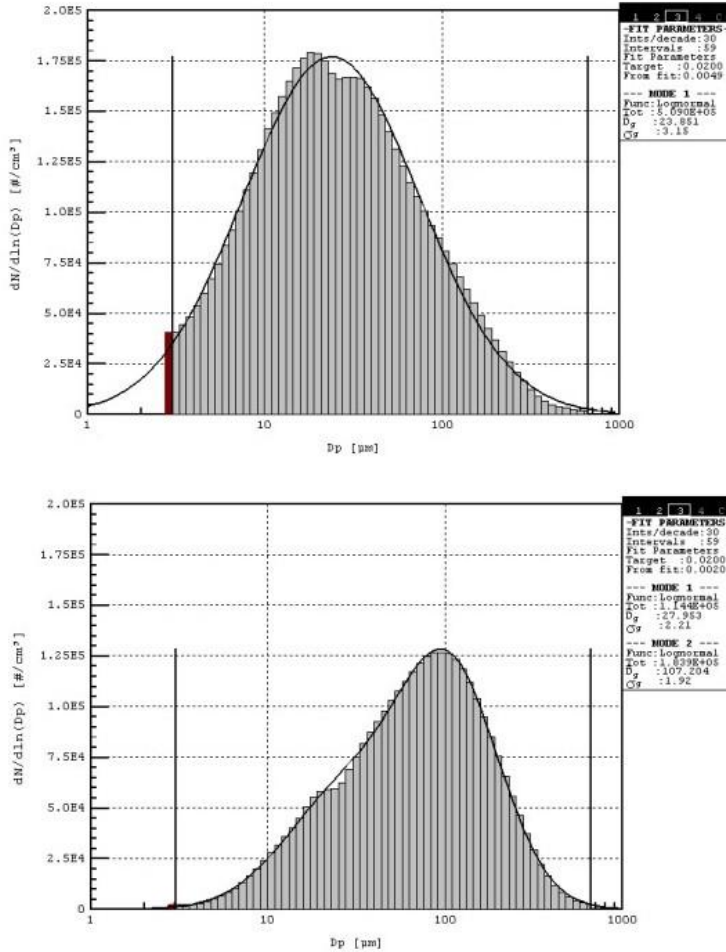 2.0E5
1.75E5
1.5E5
1.25E5
1.0E5
7.5E4
5.0E4
2.5E4
0
dN/dln(Dp) [#/cm³]
1 10 100 1000
Dp [µm]
1 2 3 4 C
-FIT PARAMETERS-
Ints/decade:30
Intervals :59
Fit Parameters
Target :0.0200
From fit:0.0049
--- MODE 1 ---
Func:Lognormal
Tot :5.090E+05
Dg :23.851
σg :3.15
2.0E5
1.75E5
1.5E5
1.25E5
1.0E5
7.5E4
5.0E4
2.5E4
0
dN/dln(Dp) [#/cm³]
1 10 100 1000
Dp [µm]
1 2 3 4 C
-FIT PARAMETERS-
Ints/decade:30
Intervals :59
Fit Parameters
Target :0.0200
From fit:0.0020
--- MODE 1 ---
Func:Lognormal
Tot :1.144E+05
Dg :27.953
σg :2.21
--- MODE 2 ---
Func:Lognormal
Tot :1.839E+05
Dg :107.204
σg :1.92